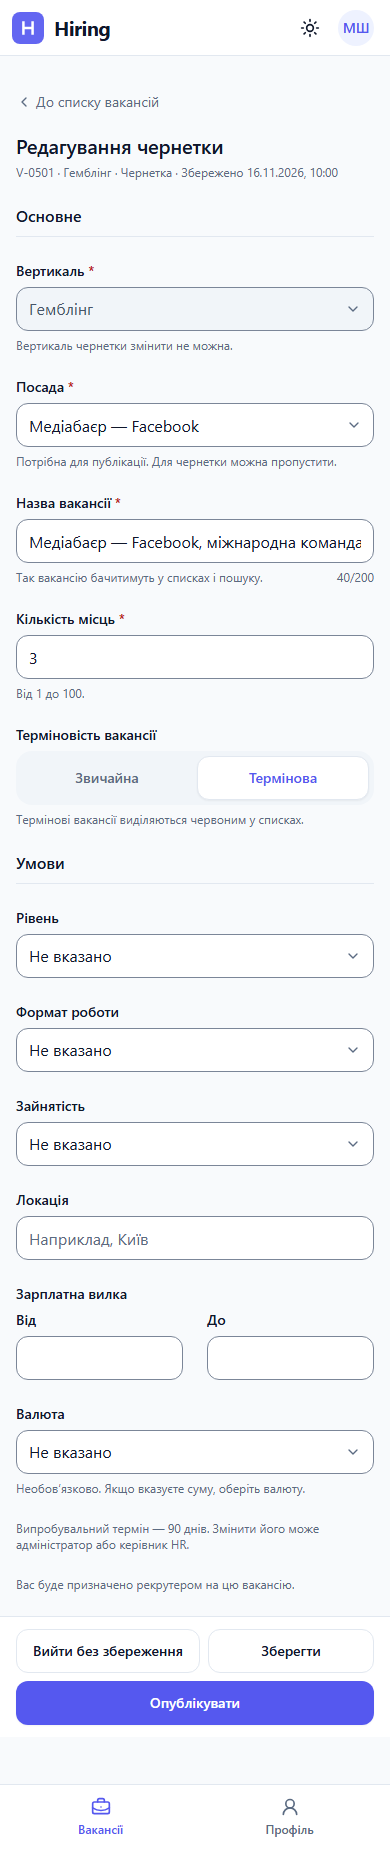 H Hiring МШ
До списку вакансій
Редагування чернетки
V-0501 · Гемблінг · Чернетка · Збережено 16.11.2026, 10:00
Основне
Вертикаль *
Гемблінг
Вертикаль чернетки змінити не можна.
Посада *
Медіабаєр — Facebook
Потрібна для публікації. Для чернетки можна пропустити.
Назва вакансії *
Медіабаєр — Facebook, міжнародна команда
Так вакансію бачитимуть у списках і пошуку. 40/200
Кількість місць *
3
Від 1 до 100.
Терміновість вакансії
Звичайна Термінова
Термінові вакансії виділяються червоним у списках.
Умови
Рівень
Не вказано
Формат роботи
Не вказано
Зайнятість
Не вказано
Локація
Наприклад, Київ
Зарплатна вилка
Від До
Валюта
Не вказано
Необов'язково. Якщо вказуєте суму, оберіть валюту.
Випробувальний термін — 90 днів. Змінити його може
адміністратор або керівник HR.
Вас буде призначено рекрутером на цю вакансію.
Вийти без збереження Зберегти
Опублікувати
Вакансії Профіль